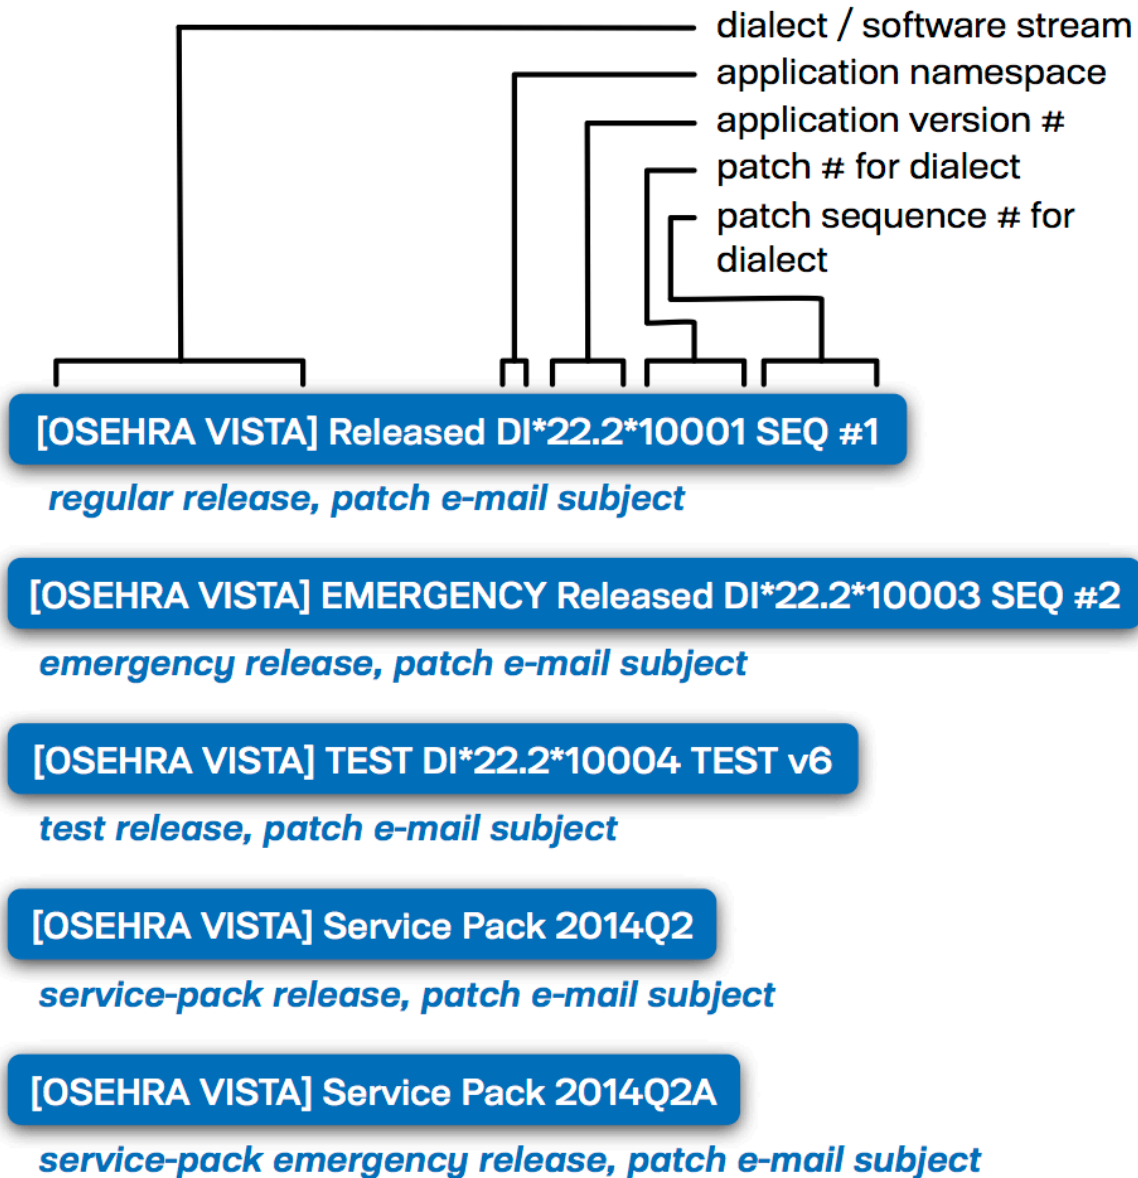 dialect / software stream
application namespace
application version #
patch # for dialect
patch sequence # for
dialect
[OSEHRA VISTA] Released DI*22.2*10001 SEQ #1
regular release, patch e-mail subject
[OSEHRA VISTA] EMERGENCY Released DI*22.2*10003 SEQ #2
emergency release, patch e-mail subject
[OSEHRA VISTA] TEST DI*22.2*10004 TEST v6
test release, patch e-mail subject
[OSEHRA VISTA] Service Pack 2014Q2
service-pack release, patch e-mail subject
[OSEHRA VISTA] Service Pack 2014Q2A
service-pack emergency release, patch e-mail subject